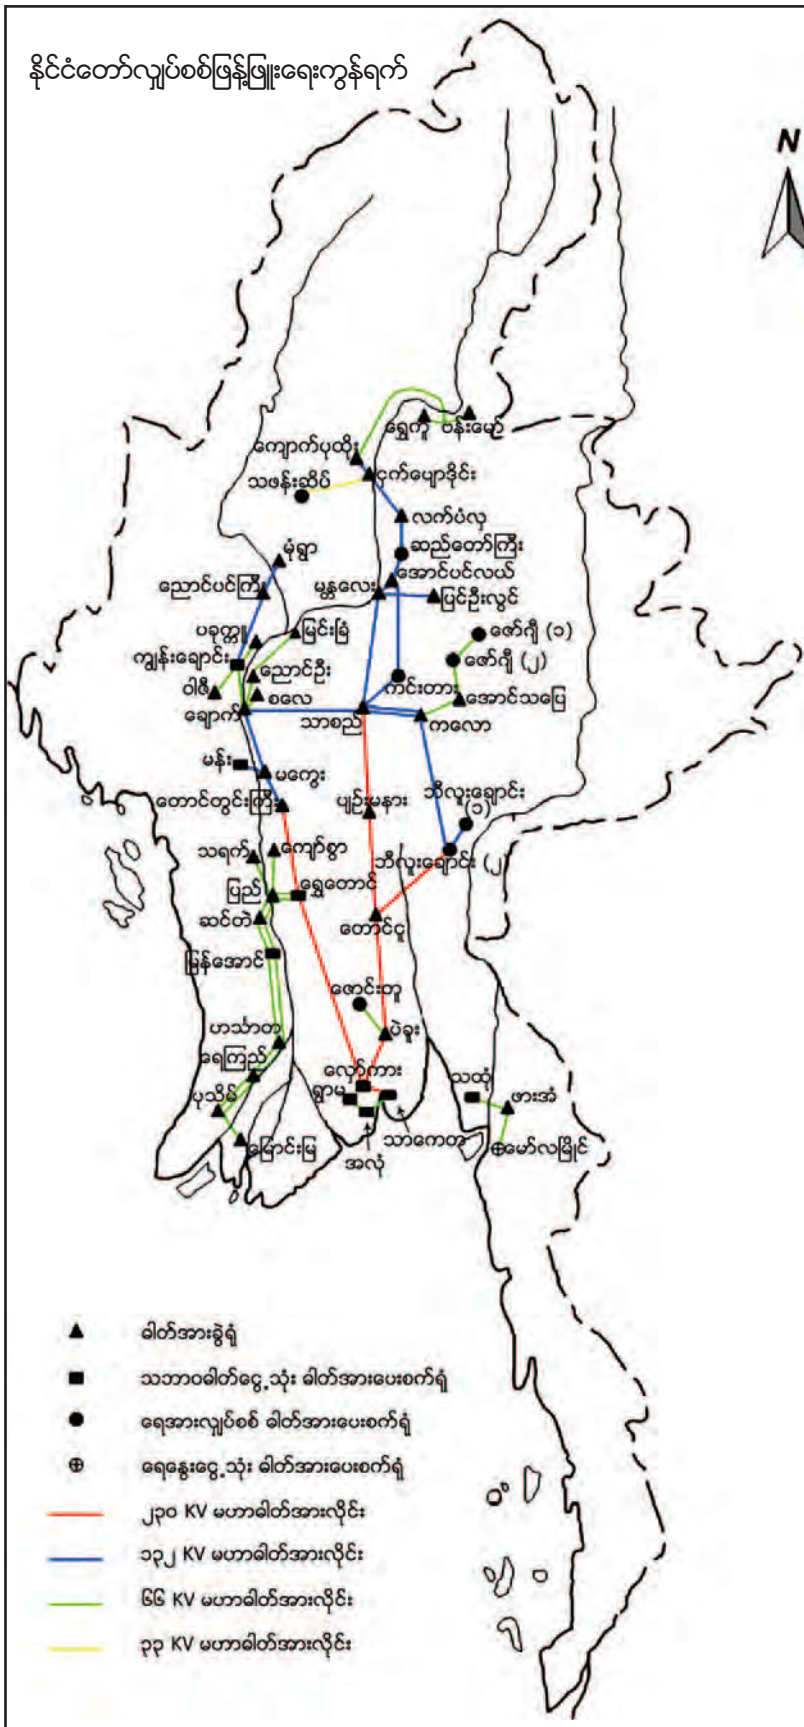 နိုင်ငံတော်လျှပ်စစ်ဖြန့်ဖြူးရေးကွန်ရက်
N
ရွှေကူ
ဗန်းမော်
ကျောက်ပုထိုး
ငှက်ပျောဒိုင်း
သဖန်းဆိပ်
လက်ပံလှ
ဆည်တော်ကြီး
မုံရွာ
အောင်ပင်လယ်
ညောင်ပင်ကြီး
မန္တလေး
ပြင်ဦးလွင်
ပခုက္ကူ
မြင်းခြံ
ဇော်ဂျီ (၁)
ကျွန်းချောင်း
ညောင်ဦး
ဇော်ဂျီ (၂)
ဝါဇီ
စလေ
ကင်းတား
အောင်သပြေ
ချောက်
သာစည်
ကလော
မန်း
မကွေး
တောင်တွင်းကြီး
ပျဉ်းမနား
ဘီလူးချောင်း
(၁)
သရက်
ကျော်စွာ
ဘီလူးချောင်း (၂)
ပြည်
ရွှေတောင်
ဆင်တဲ
တောင်ငူ
မြန်အောင်
ဇောင်းတူ
ဟင်္သာတ
ပဲခူး
ရေကြည်
လှော်ကား
ပုသိမ်
ရွာမ
သထုံ
ဖားအံ
မြောင်းမြ
အလုံ
သာကေတ
မော်လမြိုင်
ဓါတ်အားခွဲရုံ
သဘာဝဓါတ်ငွေ့သုံး ဓါတ်အားပေးစက်ရုံ
ရေအားလျှပ်စစ် ဓါတ်အားပေးစက်ရုံ
ရေနွေးငွေ့သုံး ဓါတ်အားပေးစက်ရုံ
၂၃၀ KV မဟာဓါတ်အားလိုင်း
၁၃၂ KV မဟာဓါတ်အားလိုင်း
၆၆ KV မဟာဓါတ်အားလိုင်း
၃၃ KV မဟာဓါတ်အားလိုင်း